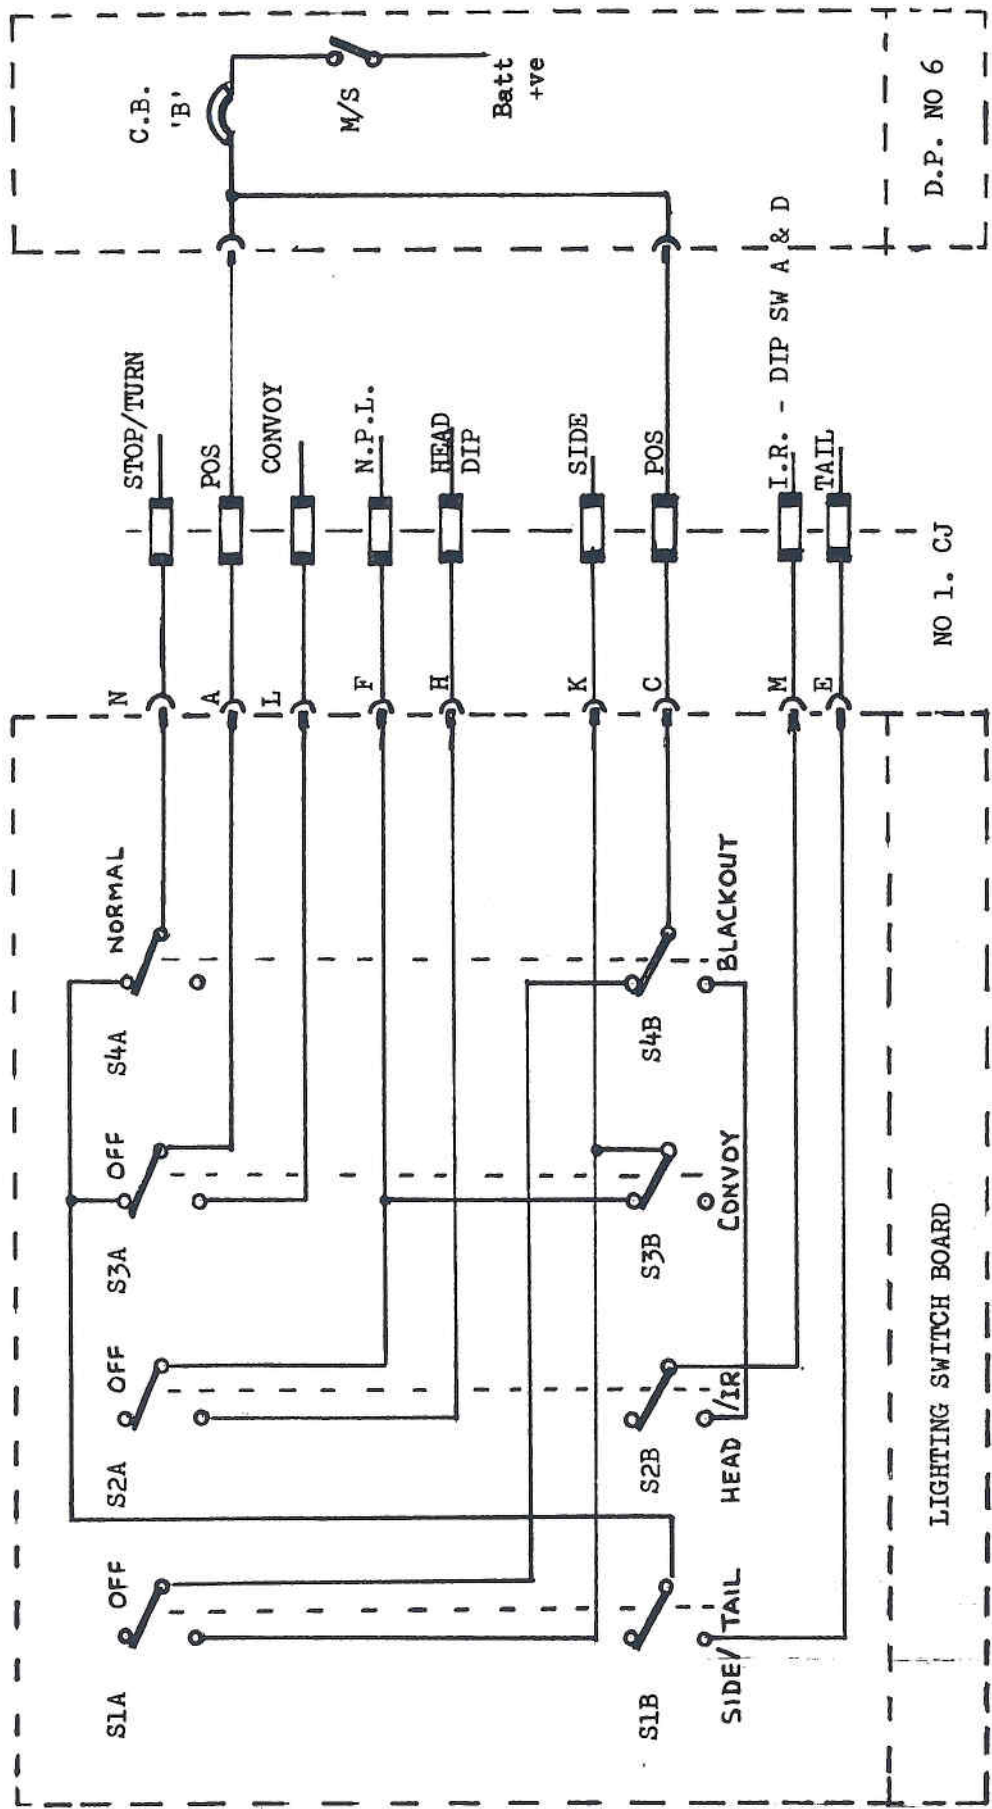 C.B.
'B'
M/S
Batt
+ve
D.P. NO 6
STOP/TURN
POS
CONVOY
N.P.L.
HEAD
DIP
SIDE
POS
I.R. - DIP SW A & D
TAIL
NO 1. CJ
N
A
L
F
H
K
C
M
E
NORMAL
S4A
S4B
BLACKOUT
OFF
S3A
S3B
CONVOY
OFF
S2A
S2B
HEAD/IR
OFF
S1A
S1B
SIDE/TAIL
LIGHTING SWITCH BOARD